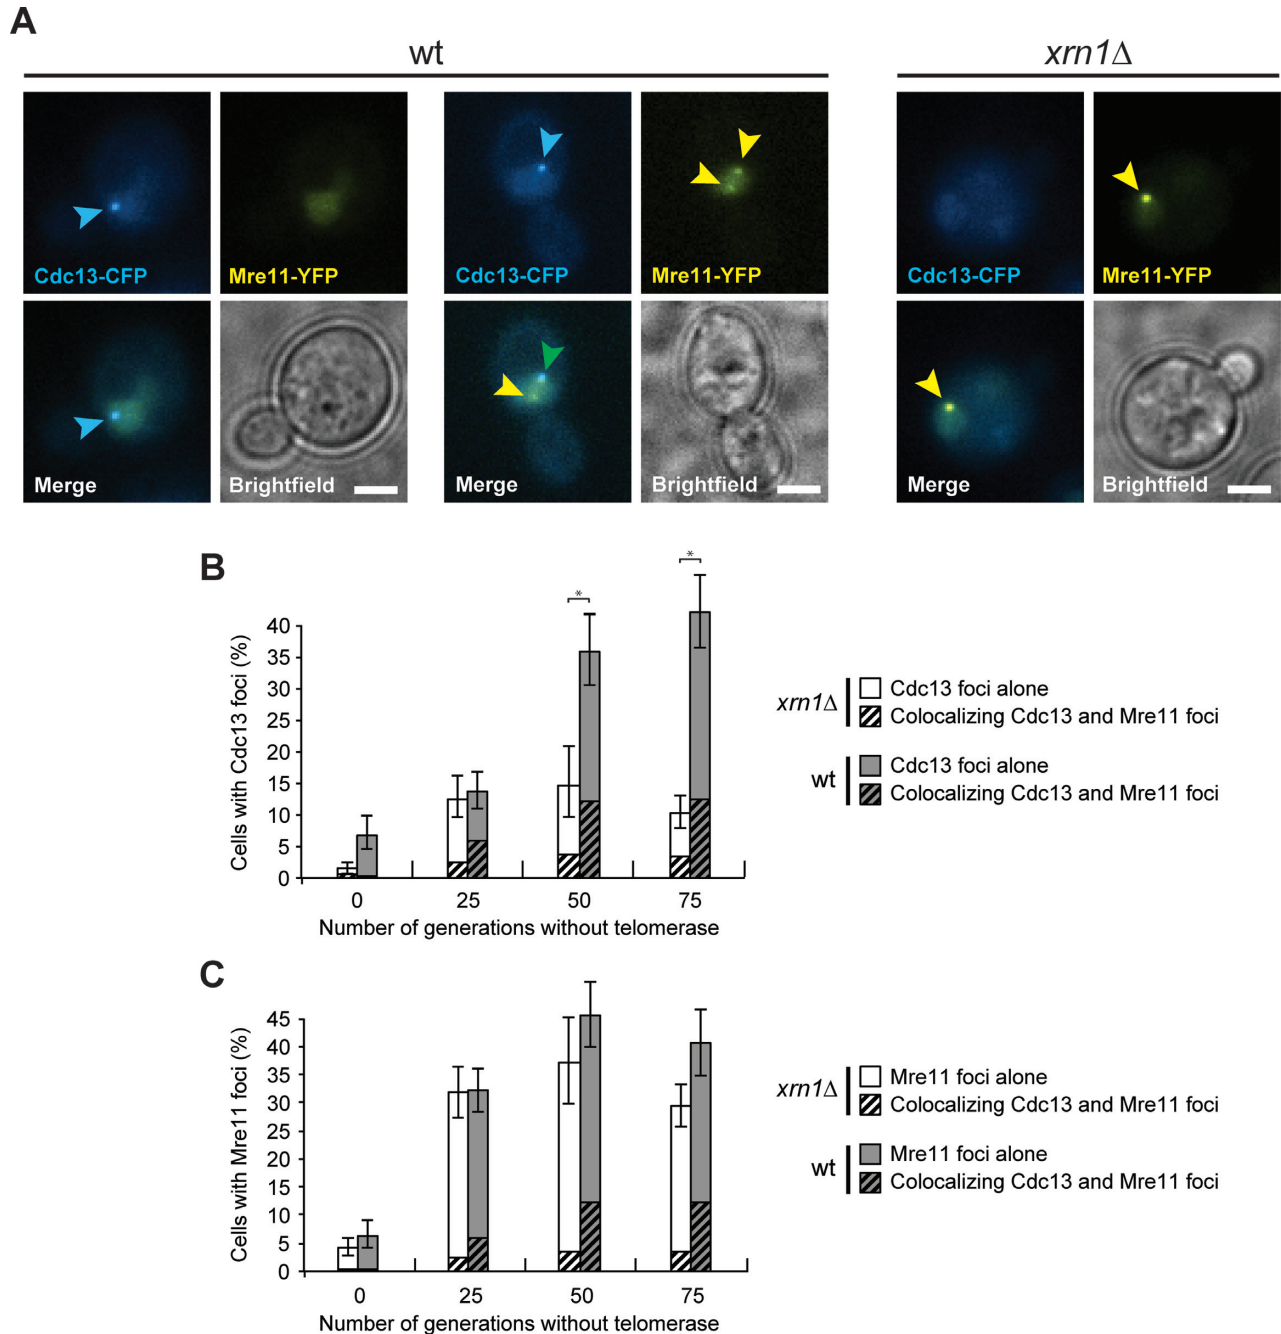 A
wt
xrn1Δ
Cdc13-CFP
Mre11-YFP
Cdc13-CFP
Mre11-YFP
Cdc13-CFP
Mre11-YFP
Merge
Brightfield
Merge
Brightfield
Merge
Brightfield
B
Cells with Cdc13 foci (%)
40
35
30
25
20
15
10
5
0
*
*
0 25 50 75
Number of generations without telomerase
xrn1Δ
Cdc13 foci alone
Colocalizing Cdc13 and Mre11 foci
wt
Cdc13 foci alone
Colocalizing Cdc13 and Mre11 foci
C
Cells with Mre11 foci (%)
45
40
35
30
25
20
15
10
5
0
0 25 50 75
Number of generations without telomerase
xrn1Δ
Mre11 foci alone
Colocalizing Cdc13 and Mre11 foci
wt
Mre11 foci alone
Colocalizing Cdc13 and Mre11 foci